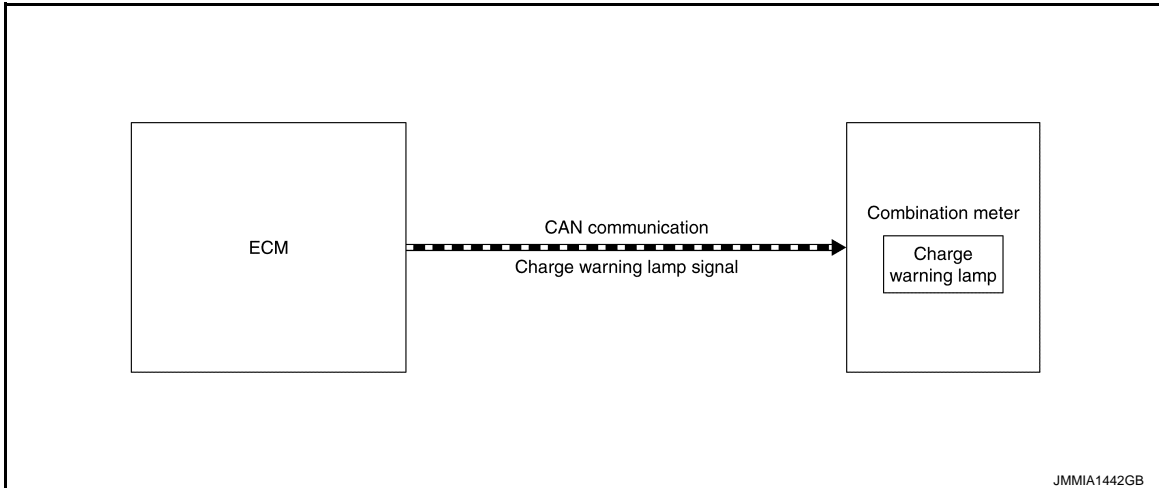 ECM
CAN communication
Charge warning lamp signal
Combination meter
Charge
warning lamp
JMMIA1442GB